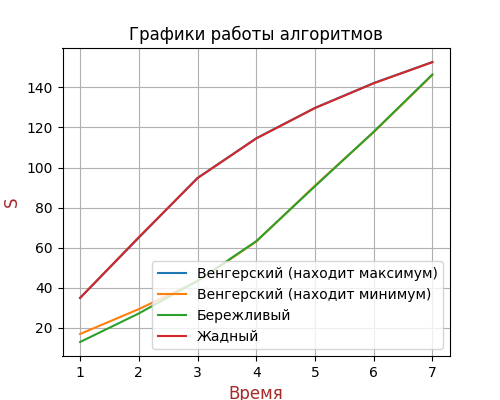 Графики работы алгоритмов
140
120
100
80
60
40
20
S
Венгерский (находит максимум)
Венгерский (находит минимум)
Бережливый
Жадный
1 2 3 4 5 6 7
Время